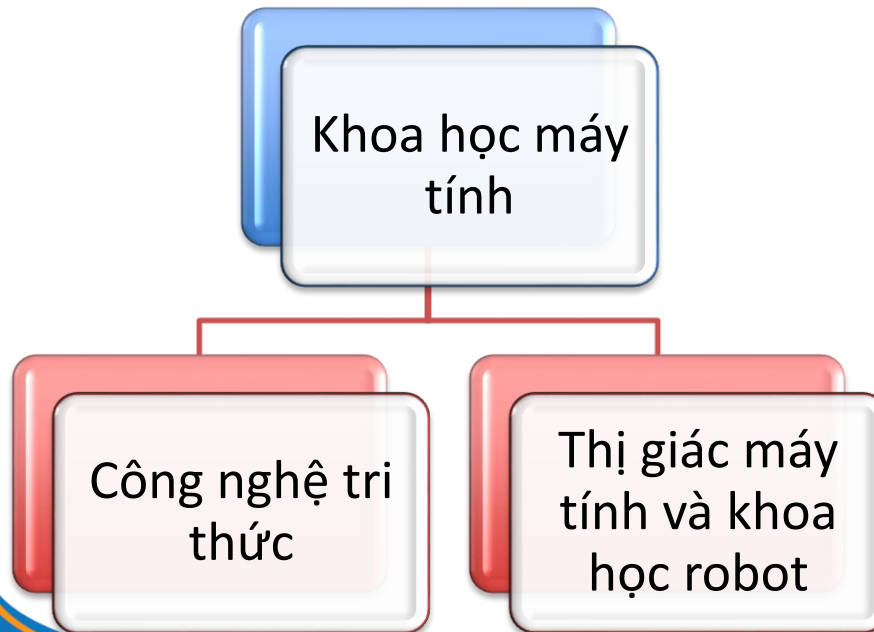 Khoa học máy
tính
Công nghệ tri
thức
Thị giác máy
tính và khoa
học robot